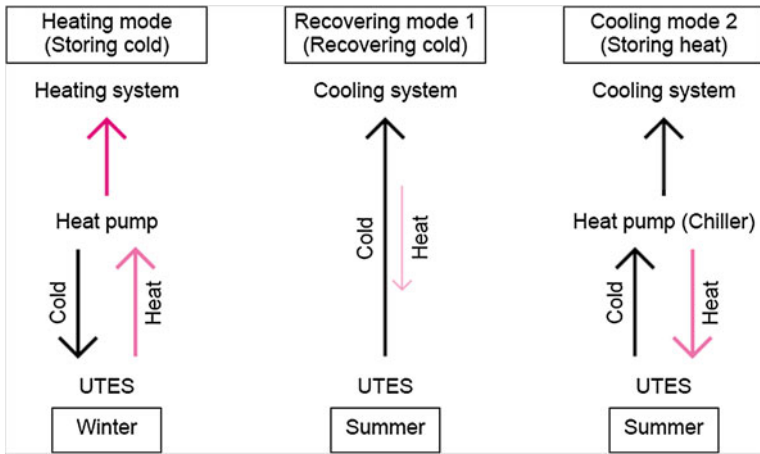 Heating mode
(Storing cold)
Heating system
Heat pump
Cold
Heat
UTES
Winter
Recovering mode 1
(Recovering cold)
Cooling system
Cold
Heat
UTES
Summer
Cooling mode 2
(Storing heat)
Cooling system
Heat pump (Chiller)
Cold
Heat
UTES
Summer